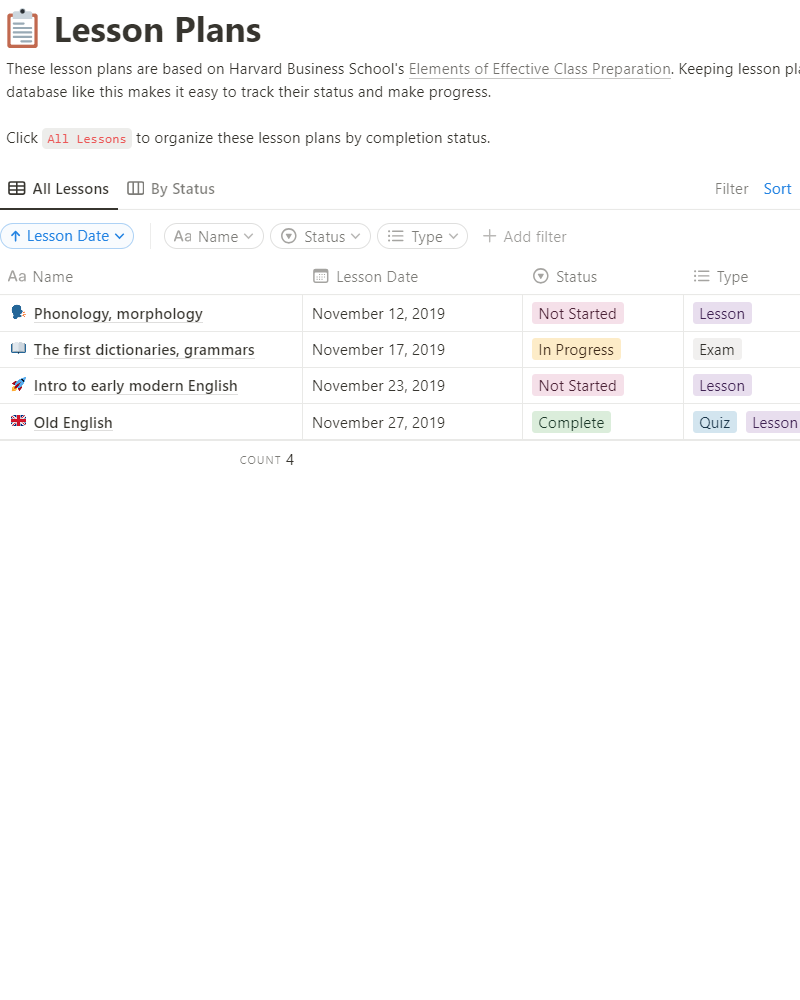 Lesson Plans
These lesson plans are based on Harvard Business School's Elements of Effective Class Preparation. Keeping lesson
database like this makes it easy to track their status and make progress.
Click All Lessons to organize these lesson plans by completion status.
All Lessons By Status Filter Sort
Lesson Date Aa Name Status Type + Add filter
Aa Name Lesson Date Status Type
Phonology, morphology November 12, 2019 Not Started Lesson
The first dictionaries, grammars November 17, 2019 In Progress Exam
Intro to early modern English November 23, 2019 Not Started Lesson
Old English November 27, 2019 Complete Quiz Lesson
COUNT 4